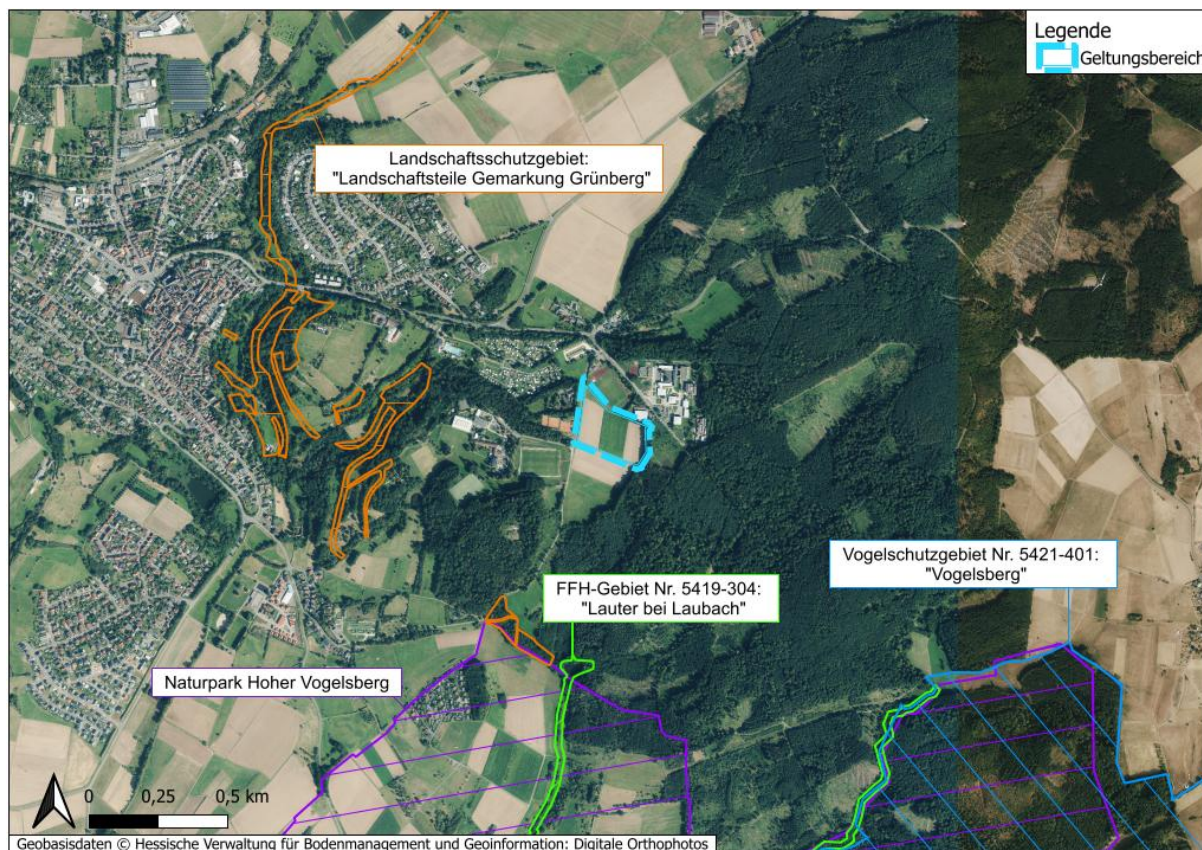 Legende
Geltungsbereich
Landschaftsschutzgebiet:
"Landschaftsteile Gemarkung Grünberg"
Vogelschutzgebiet Nr. 5421-401:
"Vogelsberg"
FFH-Gebiet Nr. 5419-304:
"Lauter bei Laubach"
Naturpark Hoher Vogelsberg
0 0,25 0,5 km
Geobasisdaten © Hessische Verwaltung für Bodenmanagement und Geoinformation: Digitale Orthophotos